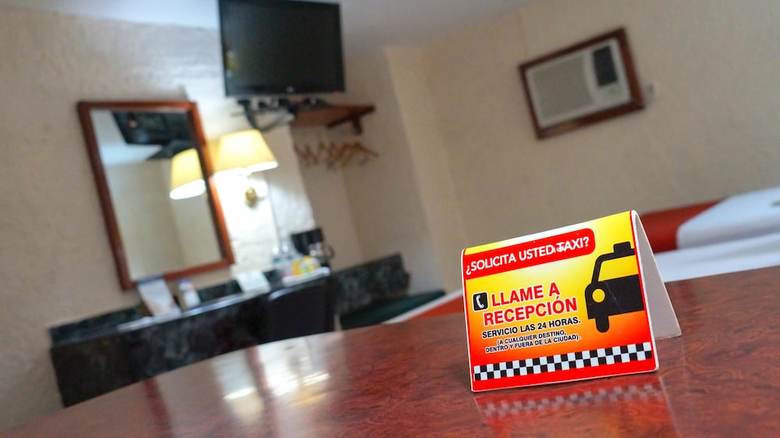 ¿SOLICITA USTED TAXI?
LLAME A
RECEPCIÓN
SERVICIO LAS 24 HORAS.
(A CUALQUIER DESTINO,
DENTRO Y FUERA DE LA CIUDAD)